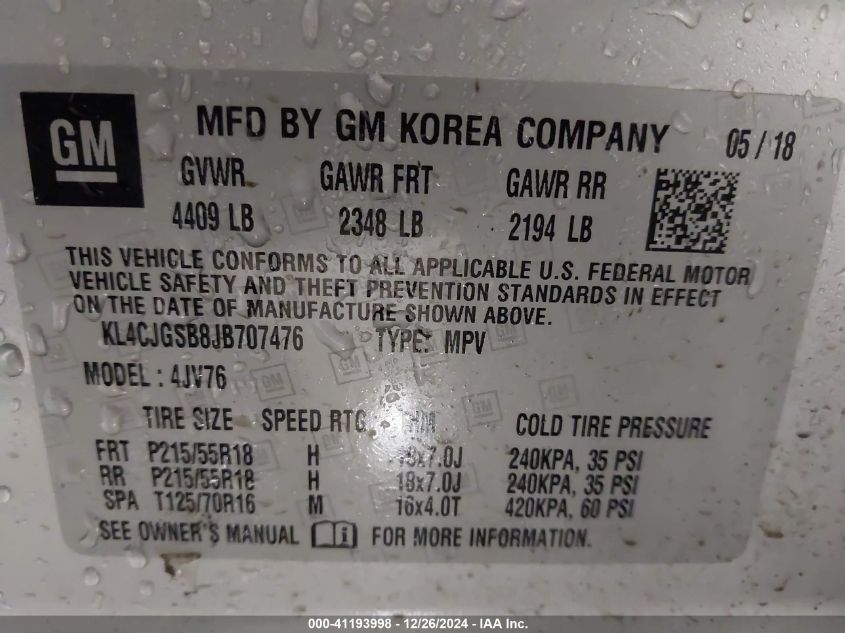 GM
MFD BY GM KOREA COMPANY 05 / 18
GVWR GAWR FRT GAWR RR
4409 LB 2348 LB 2194 LB
THIS VEHICLE CONFORMS TO ALL APPLICABLE U.S. FEDERAL MOTOR
VEHICLE SAFETY AND THEFT PREVENTION STANDARDS IN EFFECT
ON THE DATE OF MANUFACTURE SHOWN ABOVE.
KL4CJGSB8JB707476 TYPE: MPV
MODEL : 4JV76
TIRE SIZE SPEED RTG COLD TIRE PRESSURE
FRT P215/55R18 H 18x7.0J 240KPA, 35 PSI
RR P215/55R18 H 18x7.0J 240KPA, 35 PSI
SPA T125/70R16 M 16x4.0T 420KPA, 60 PSI
SEE OWNER'S MANUAL FOR MORE INFORMATION.
000-41193998 - 12/26/2024 - IAA Inc.